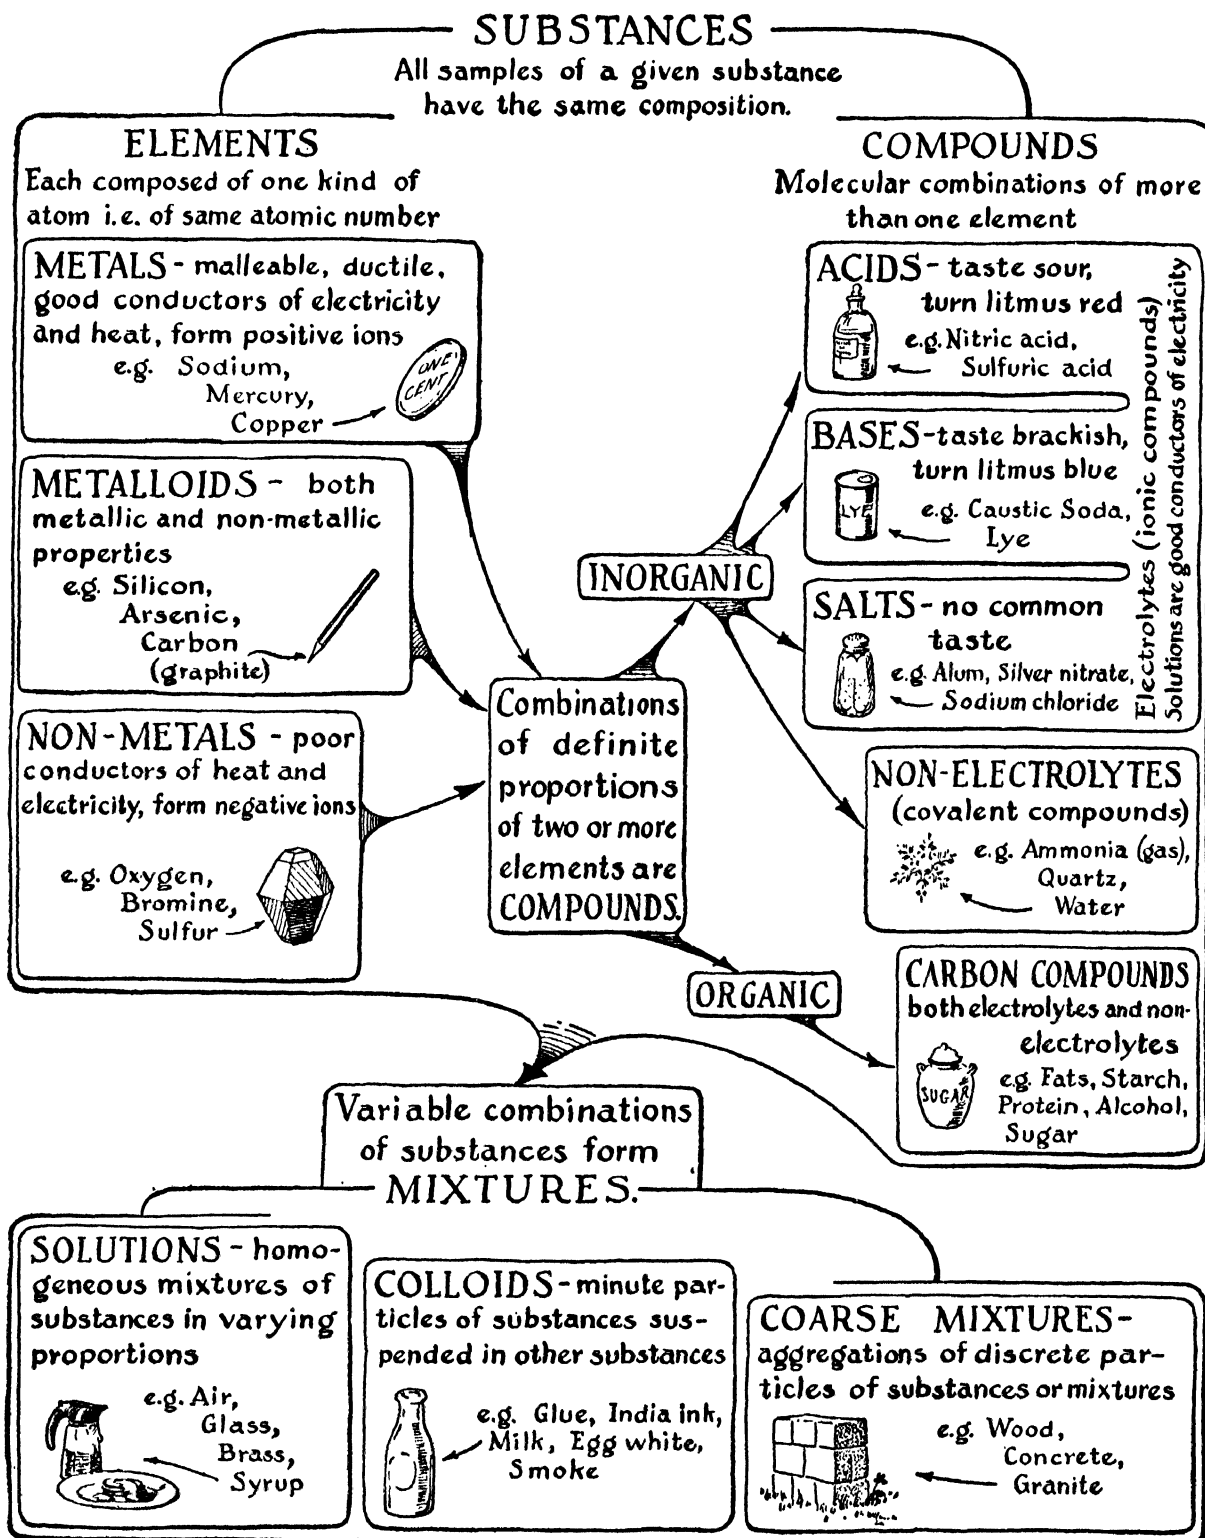 SUBSTANCES
All samples of a given substance
have the same composition.
ELEMENTS
Each composed of one kind of
atom i.e. of same atomic number
METALS - malleable, ductile,
good conductors of electricity
and heat, form positive ions
e.g. Sodium,
Mercury,
Copper
ONE
CENT
METALLOIDS - both
metallic and non-metallic
properties
e.g. Silicon,
Arsenic,
Carbon
(graphite)
NON-METALS - poor
conductors of heat and
electricity, form negative ions
e.g. Oxygen,
Bromine,
Sulfur
Combinations
of definite
proportions
of two or more
elements are
COMPOUNDS.
INORGANIC
ORGANIC
COMPOUNDS
Molecular combinations of more
than one element
ACIDS - taste sour,
turn litmus red
e.g. Nitric acid,
Sulfuric acid
BASES - taste brackish,
turn litmus blue
LYE
e.g. Caustic Soda,
Lye
SALTS - no common
taste
e.g. Alum, Silver nitrate,
Sodium chloride
Electrolytes (ionic compounds)
Solutions are good conductors of electricity
NON-ELECTROLYTES
(covalent compounds)
e.g. Ammonia (gas),
Quartz,
Water
CARBON COMPOUNDS
both electrolytes and non-
electrolytes
SUGAR
e.g. Fats, Starch,
Protein, Alcohol,
Sugar
Variable combinations
of substances form
MIXTURES.
SOLUTIONS - homo-
geneous mixtures of
substances in varying
proportions
e.g. Air,
Glass,
Brass,
Syrup
COLLOIDS - minute par-
ticles of substances sus-
pended in other substances
e.g. Glue, India ink,
Milk, Egg white,
Smoke
COARSE MIXTURES -
aggregations of discrete par-
ticles of substances or mixtures
e.g. Wood,
Concrete,
Granite